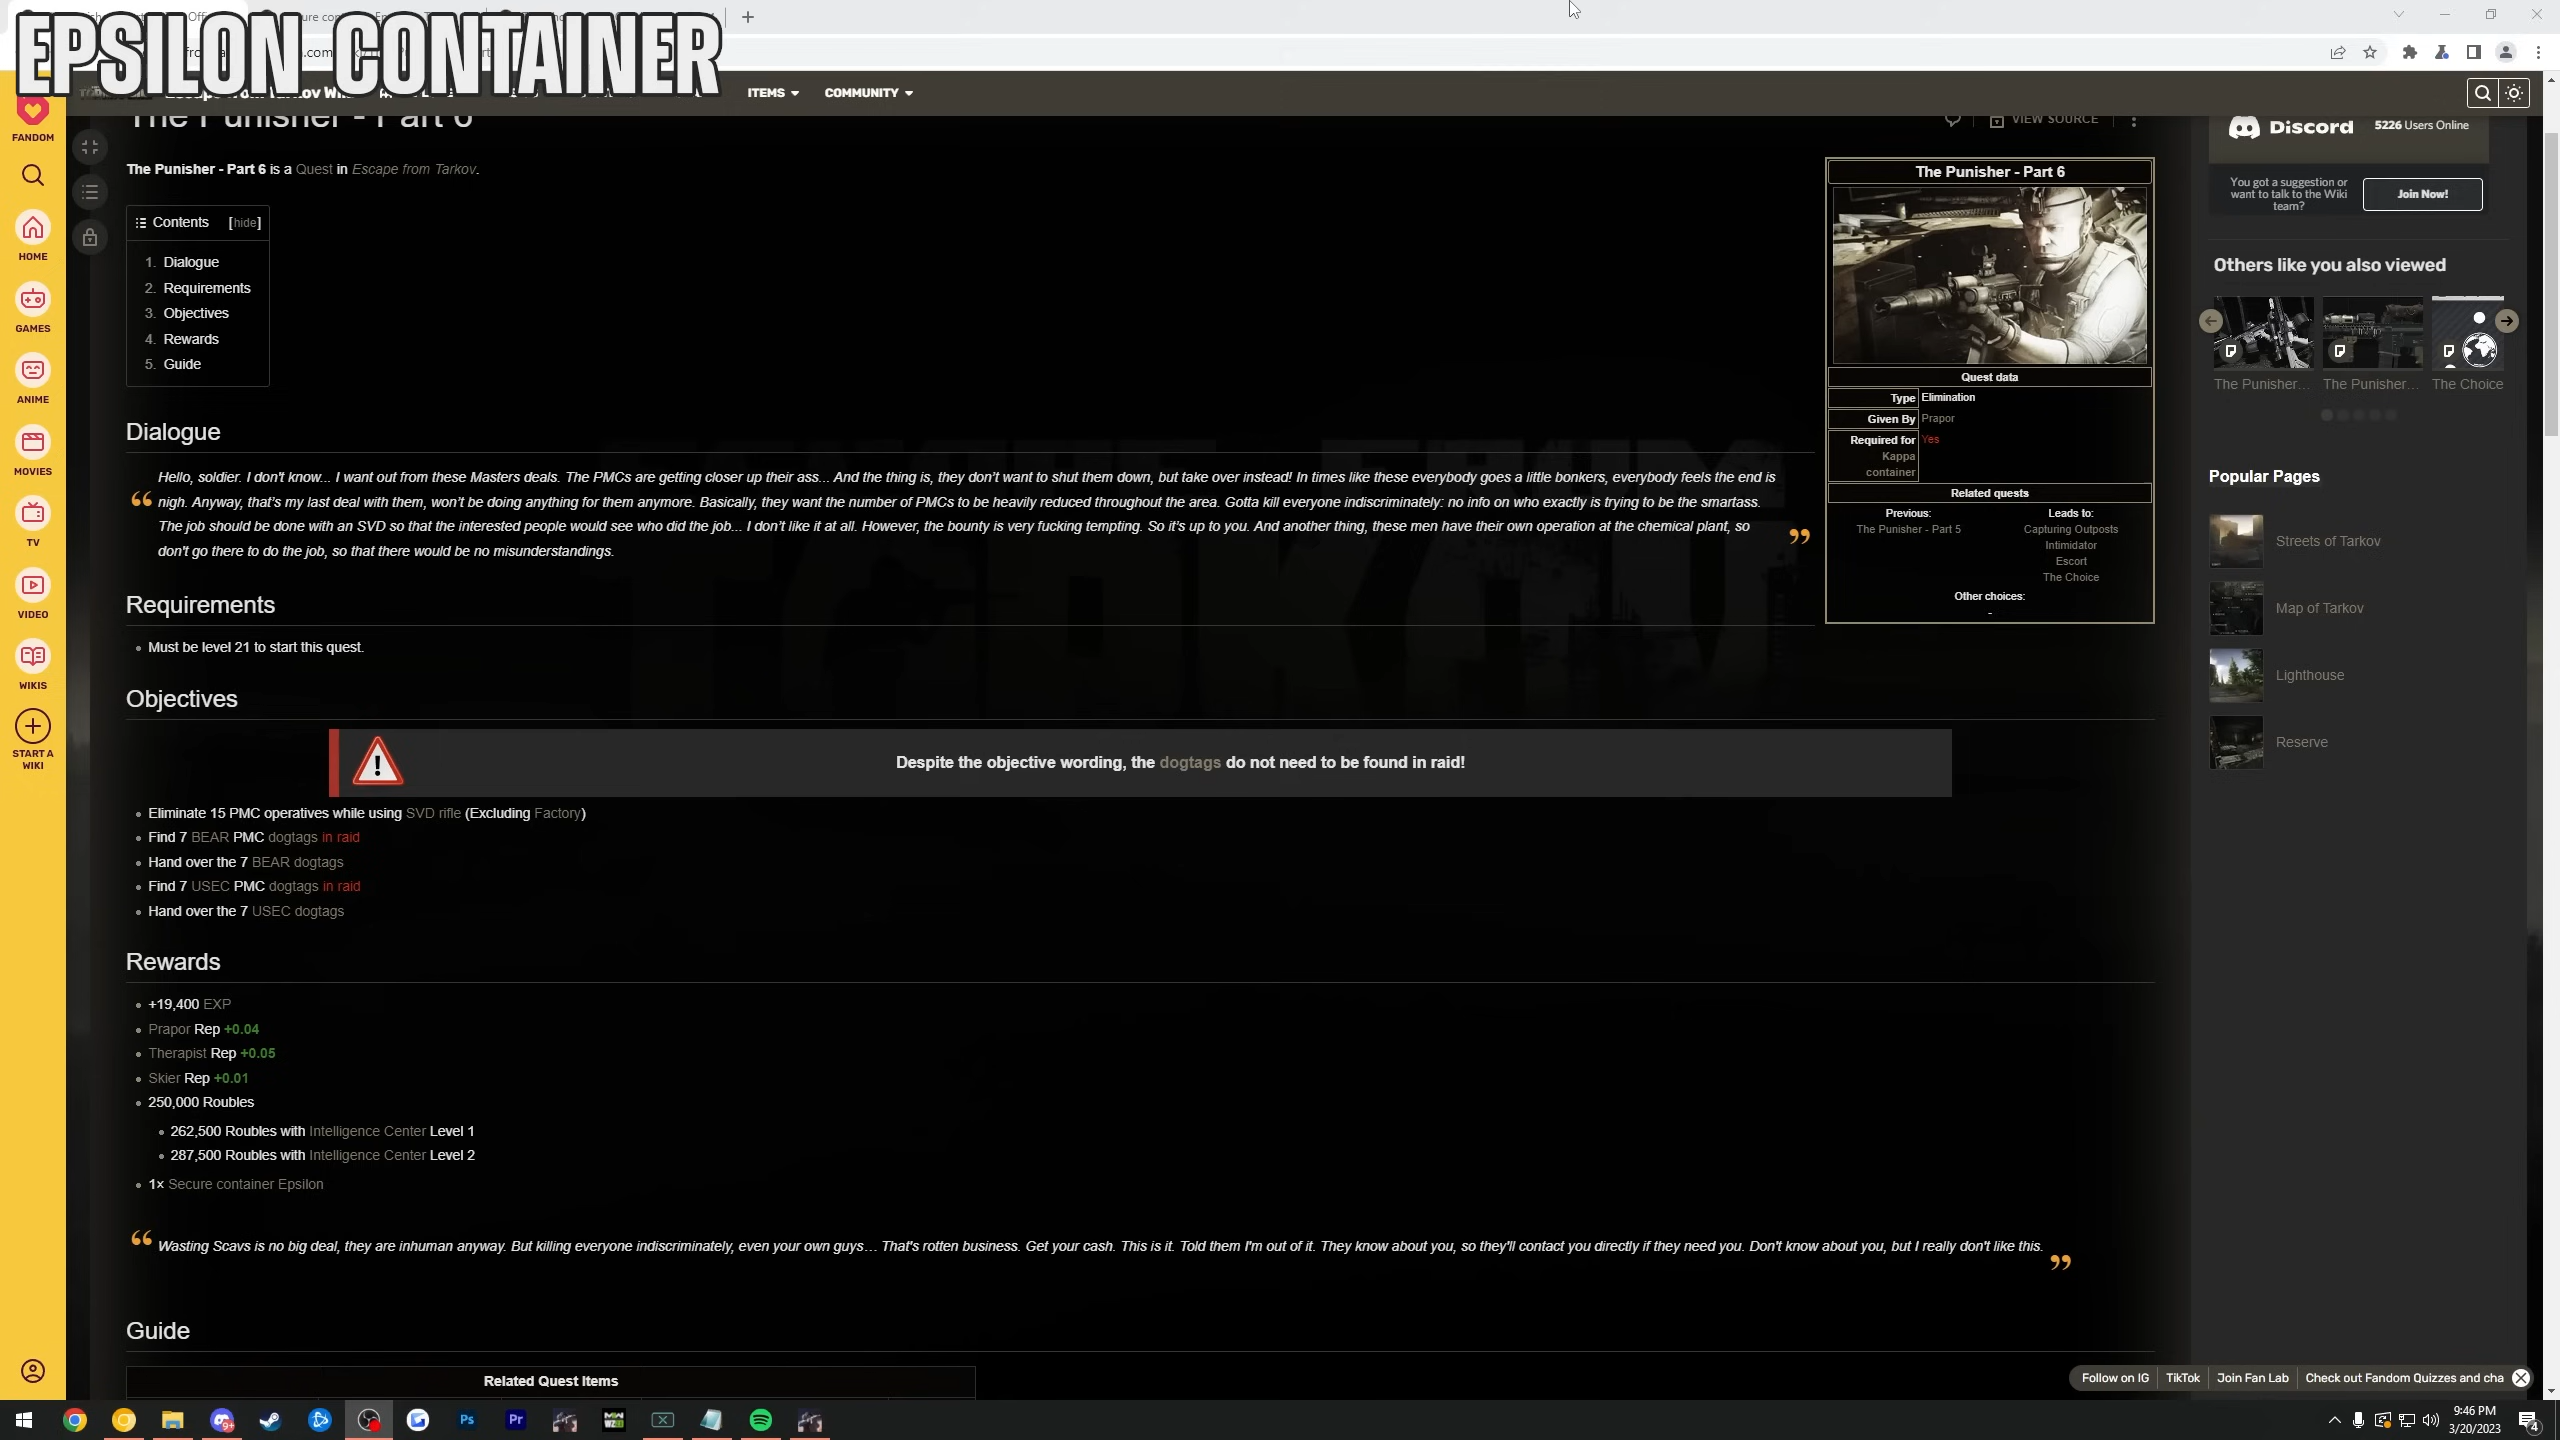 EPSILON CONTAINER
ITEMS
COMMUNITY
FANDOM
HOME
GAMES
ANIME
MOVIES
TV
VIDEO
WIKIS
START A
WIKI
The Punisher - Part 6
VIEW SOURCE
The Punisher - Part 6 is a Quest in Escape from Tarkov.
Contents [hide]
1. Dialogue
2. Requirements
3. Objectives
4. Rewards
5. Guide
Dialogue
“ Hello, soldier. I don't know... I want out from these Masters deals. The PMCs are getting closer up their ass... And the thing is, they don’t want to shut them down, but take over instead! In times like these everybody goes a little bonkers, everybody feels the end is
nigh. Anyway, that’s my last deal with them, won’t be doing anything for them anymore. Basically, they want the number of PMCs to be heavily reduced throughout the area. Gotta kill everyone indiscriminately: no info on who exactly is trying to be the smartass.
The job should be done with an SVD so that the interested people would see who did the job... I don’t like it at all. However, the bounty is very fucking tempting. So it’s up to you. And another thing, these men have their own operation at the chemical plant, so
don't go there to do the job, so that there would be no misunderstandings. ”
Requirements
• Must be level 21 to start this quest.
Objectives
Despite the objective wording, the dogtags do not need to be found in raid!
• Eliminate 15 PMC operatives while using SVD rifle (Excluding Factory)
• Find 7 BEAR PMC dogtags in raid
• Hand over the 7 BEAR dogtags
• Find 7 USEC PMC dogtags in raid
• Hand over the 7 USEC dogtags
Rewards
• +19,400 EXP
• Prapor Rep +0.04
• Therapist Rep +0.05
• Skier Rep +0.01
• 250,000 Roubles
• 262,500 Roubles with Intelligence Center Level 1
• 287,500 Roubles with Intelligence Center Level 2
• 1× Secure container Epsilon
“ Wasting Scavs is no big deal, they are inhuman anyway. But killing everyone indiscriminately, even your own guys… That's rotten business. Get your cash. This is it. Told them I'm out of it. They know about you, so they'll contact you directly if they need you. Don't know about you, but I really don't like this. ”
Guide
Related Quest Items
The Punisher - Part 6
Quest data
Type Elimination
Given By Prapor
Required for Yes
Kappa
container
Related quests
Previous: Leads to:
The Punisher - Part 5 Capturing Outposts
Intimidator
Escort
The Choice
Other choices:
-
Discord 5226 Users Online
You got a suggestion or
want to talk to the Wiki
team?
Join Now!
Others like you also viewed
The Punisher... The Punisher... The Choice
Popular Pages
Streets of Tarkov
Map of Tarkov
Lighthouse
Reserve
Follow on IG TikTok Join Fan Lab Check out Fandom Quizzes and cha
Ps
Pr
9+
9:46 PM
3/20/2023
4